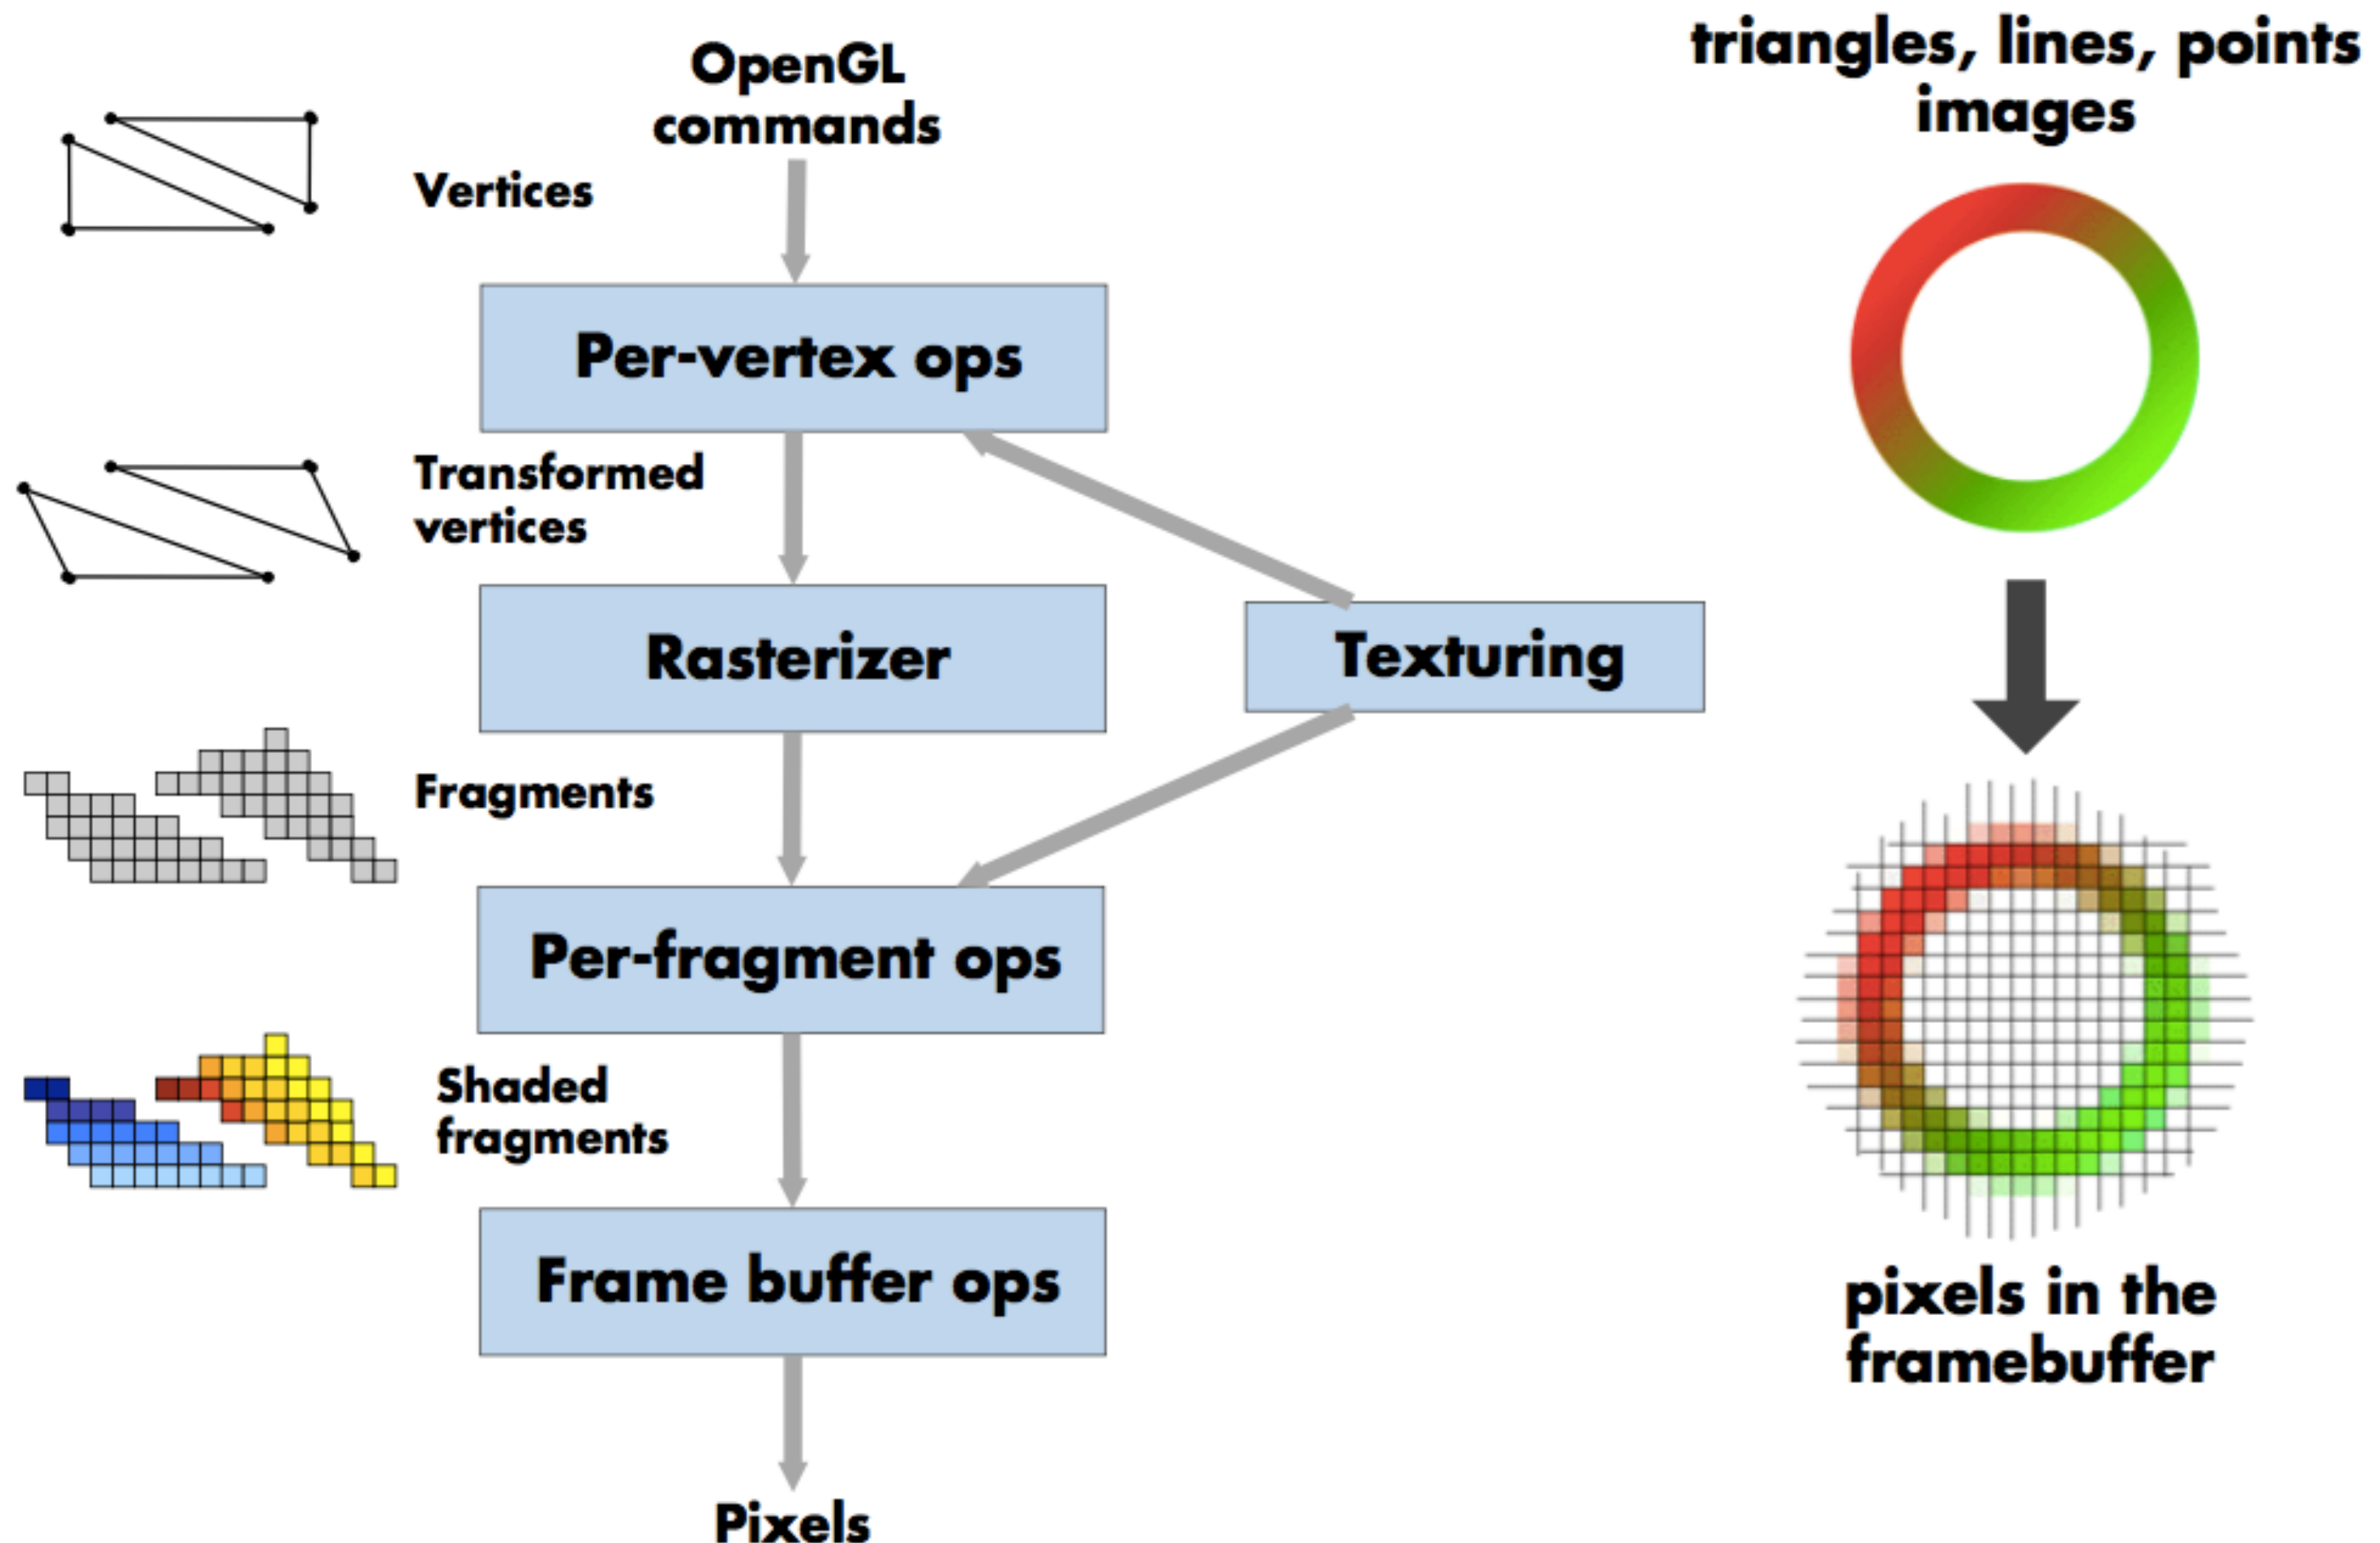 OpenGL
commands
Vertices
Per-vertex ops
Transformed
vertices
Rasterizer
Texturing
Fragments
Per-fragment ops
Shaded
fragments
Frame buffer ops
Pixels
triangles, lines, points
images
pixels in the
framebuffer